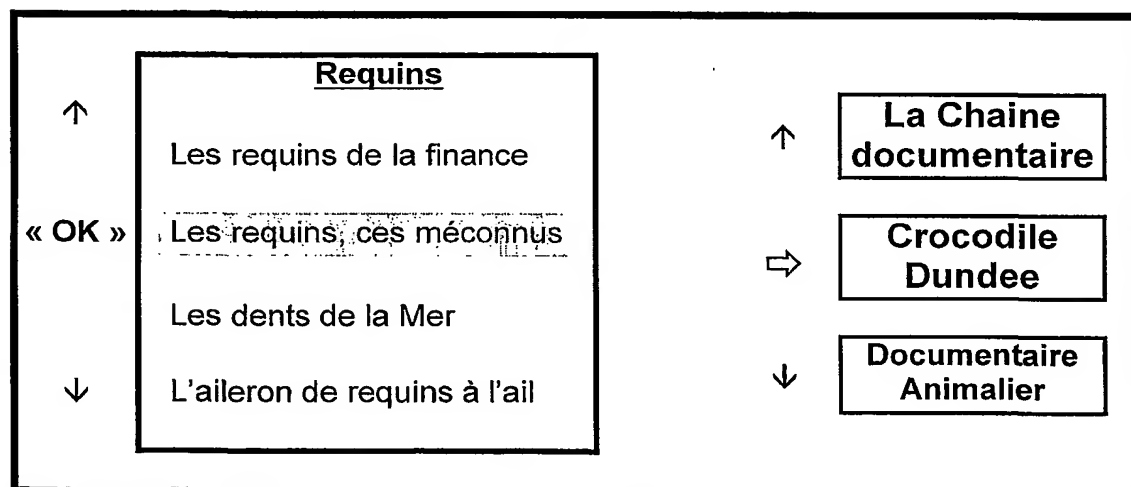 Requins
↑
Les requins de la finance
« OK »
Les requins, ces méconnus
Les dents de la Mer
↓
L'aileron de requins à l'ail
↑
La Chaine
documentaire
⇨
Crocodile
Dundee
↓
Documentaire
Animalier